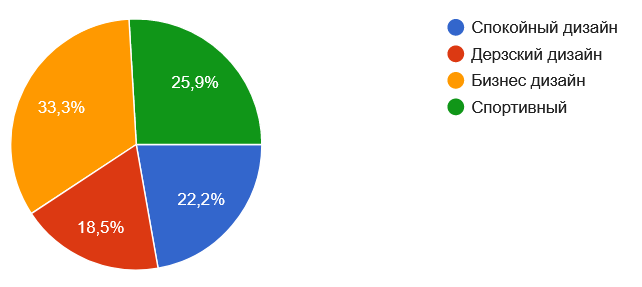 Спокойный дизайн
Дерзский дизайн
Бизнес дизайн
Спортивный
25,9%
33,3%
22,2%
18,5%